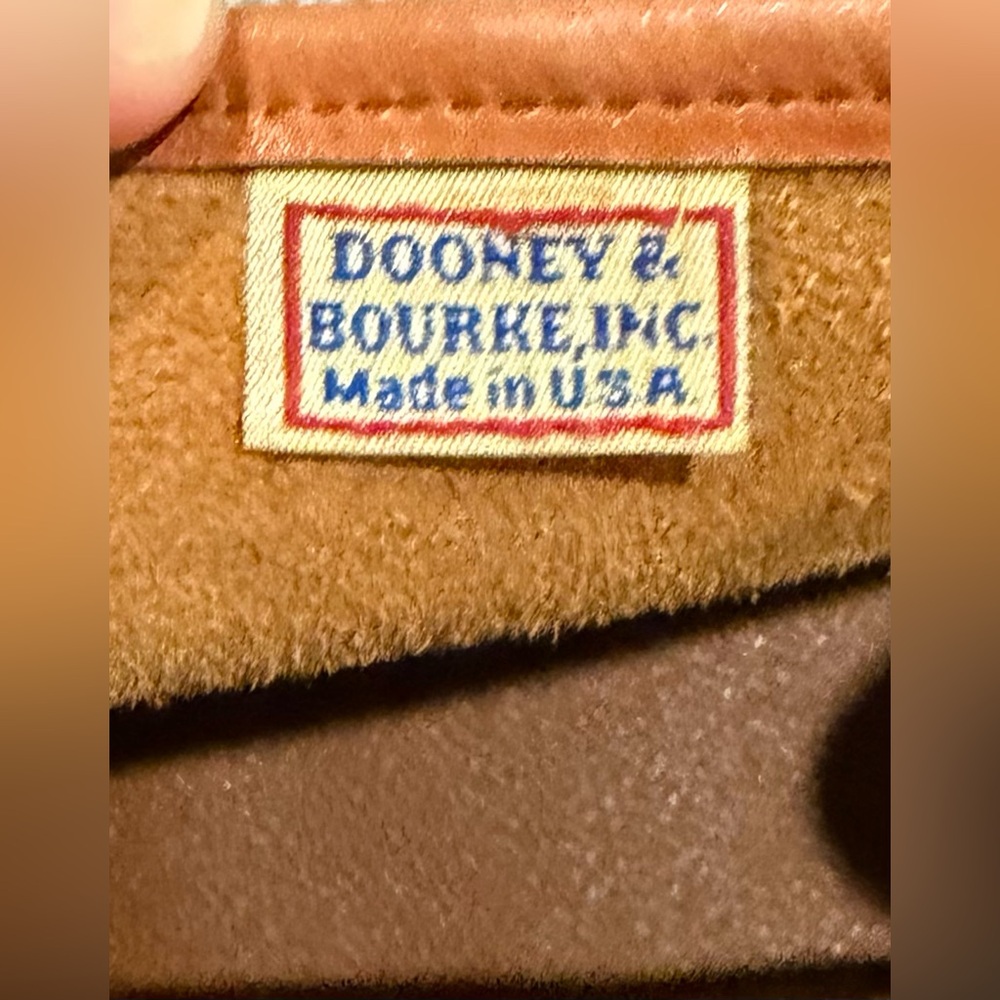 DOONEY &
BOURKE, INC.
Made in U.S.A.